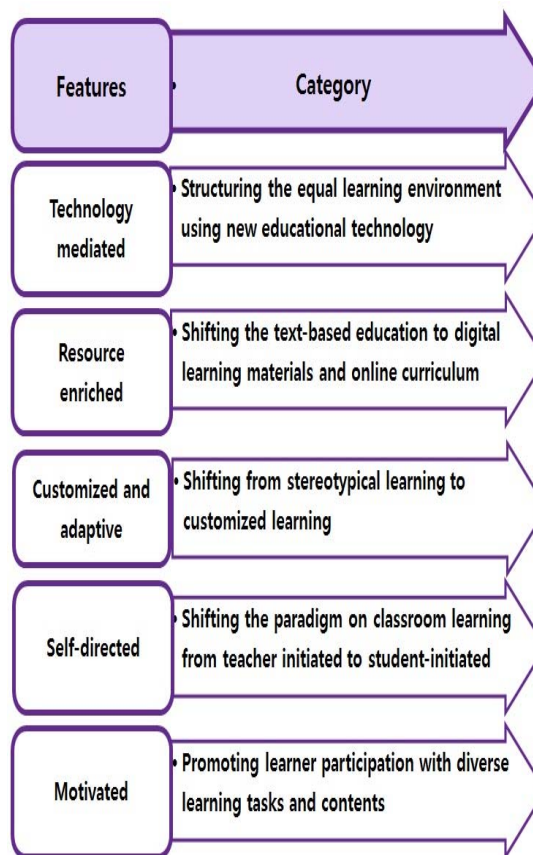 Features
• Category
Technology
mediated
• Structuring the equal learning environment
using new educational technology
Resource
enriched
• Shifting the text-based education to digital
learning materials and online curriculum
Customized and
adaptive
• Shifting from stereotypical learning to
customized learning
Self-directed
• Shifting the paradigm on classroom learning
from teacher initiated to student-initiated
Motivated
• Promoting learner participation with diverse
learning tasks and contents